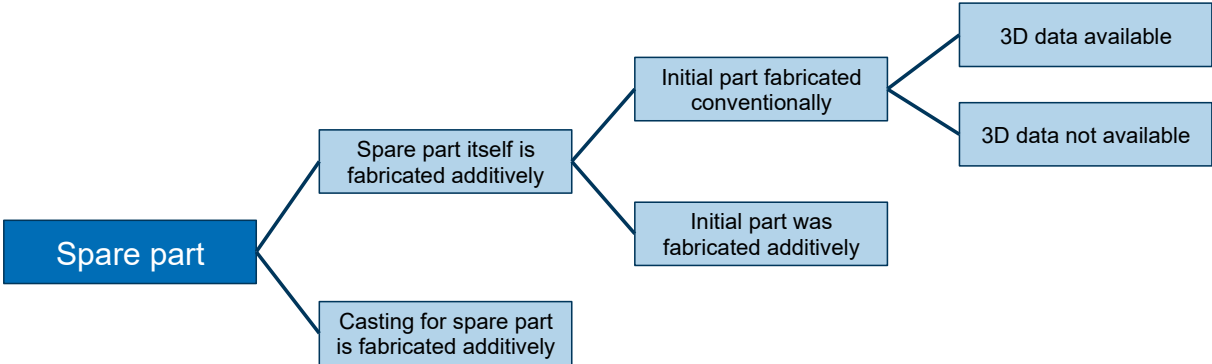 3D data available
Initial part fabricated
conventionally
3D data not available
Spare part itself is
fabricated additively
Initial part was
fabricated additively
Spare part
Casting for spare part
is fabricated additively